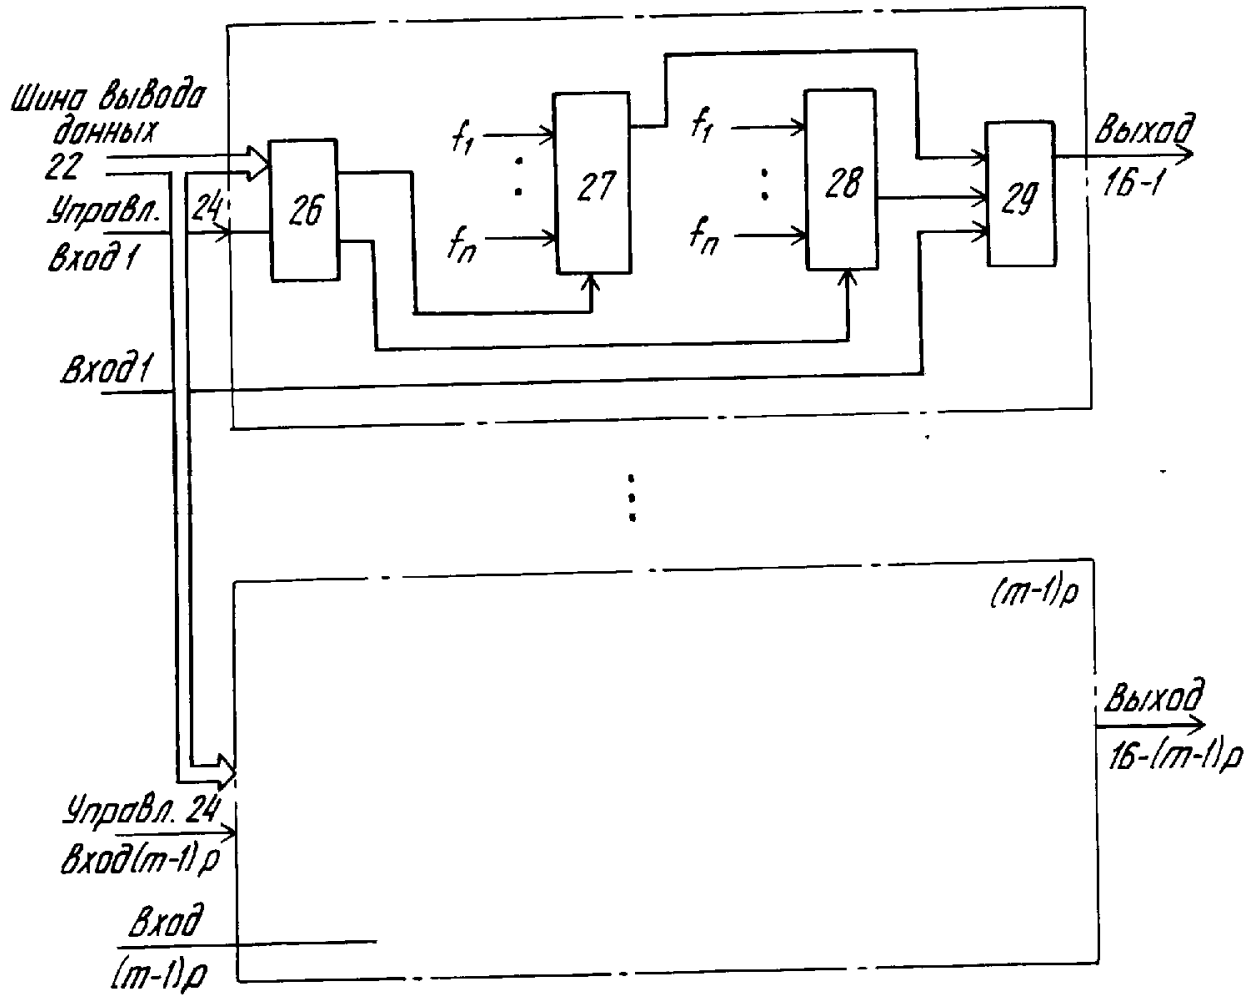 Шина вывода
данных
22
Управл. 24
Вход 1
Вход 1
26
f1
fn
27
f1
fn
28
29
Выход
16-1
(m-1)p
Выход
16-(m-1)p
Управл. 24
Вход(m-1)p
Вход
(m-1)p